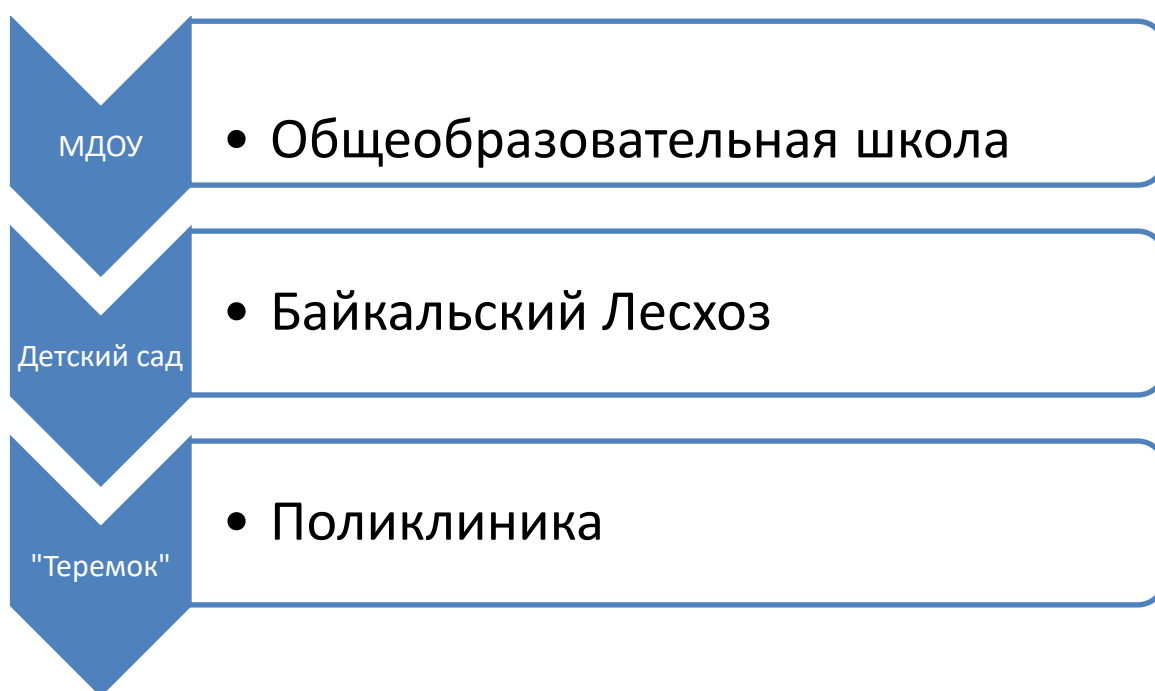 МДОУ
• Общеобразовательная школа
Детский сад
• Байкальский Лесхоз
"Теремок"
• Поликлиника